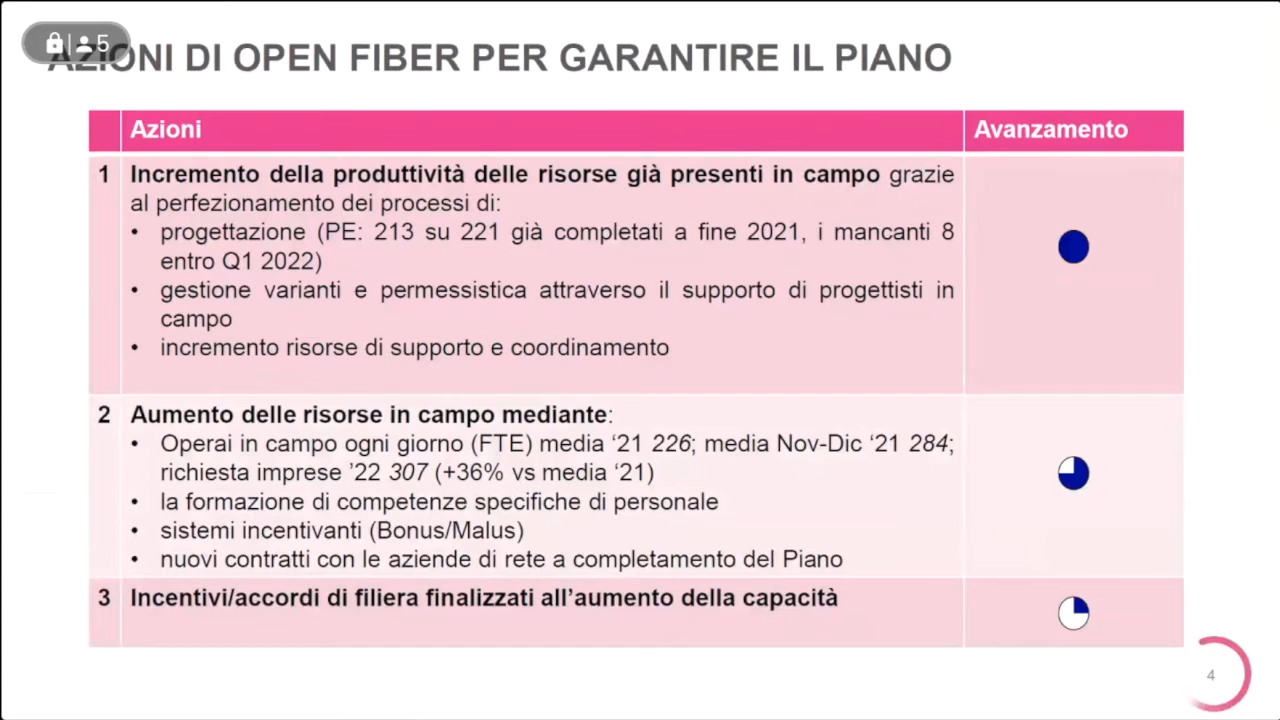 5
AZIONI DI OPEN FIBER PER GARANTIRE IL PIANO
Azioni
Avanzamento
1 Incremento della produttività delle risorse già presenti in campo grazie
al perfezionamento dei processi di:
• progettazione (PE: 213 su 221 già completati a fine 2021, i mancanti 8
entro Q1 2022)
• gestione varianti e permessistica attraverso il supporto di progettisti in
campo
• incremento risorse di supporto e coordinamento
2 Aumento delle risorse in campo mediante:
• Operai in campo ogni giorno (FTE) media ‘21 226; media Nov-Dic ‘21 284;
richiesta imprese ’22 307 (+36% vs media ‘21)
• la formazione di competenze specifiche di personale
• sistemi incentivanti (Bonus/Malus)
• nuovi contratti con le aziende di rete a completamento del Piano
3 Incentivi/accordi di filiera finalizzati all’aumento della capacità
4